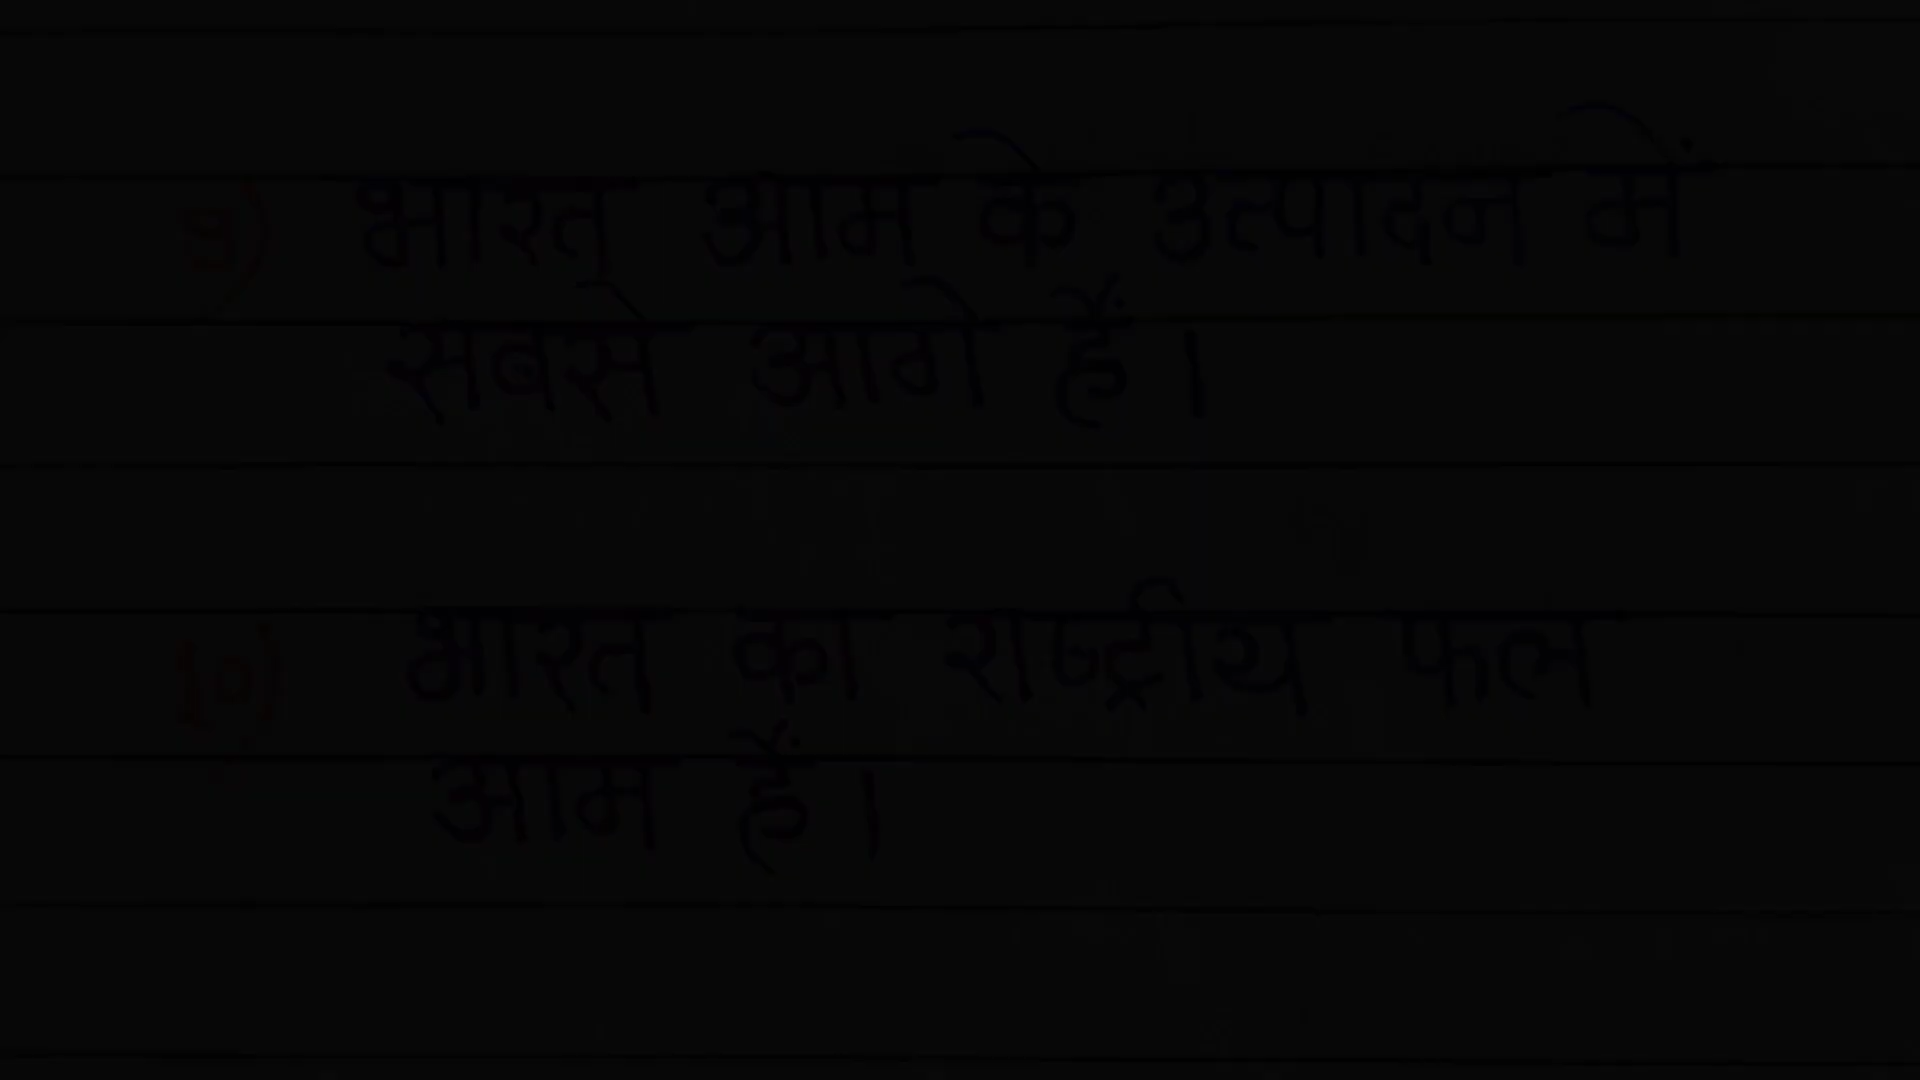 9) भारत आम के उत्पादन में
सबसे आगे हैं।
10) भारत का राष्ट्रीय फल
आम हैं।